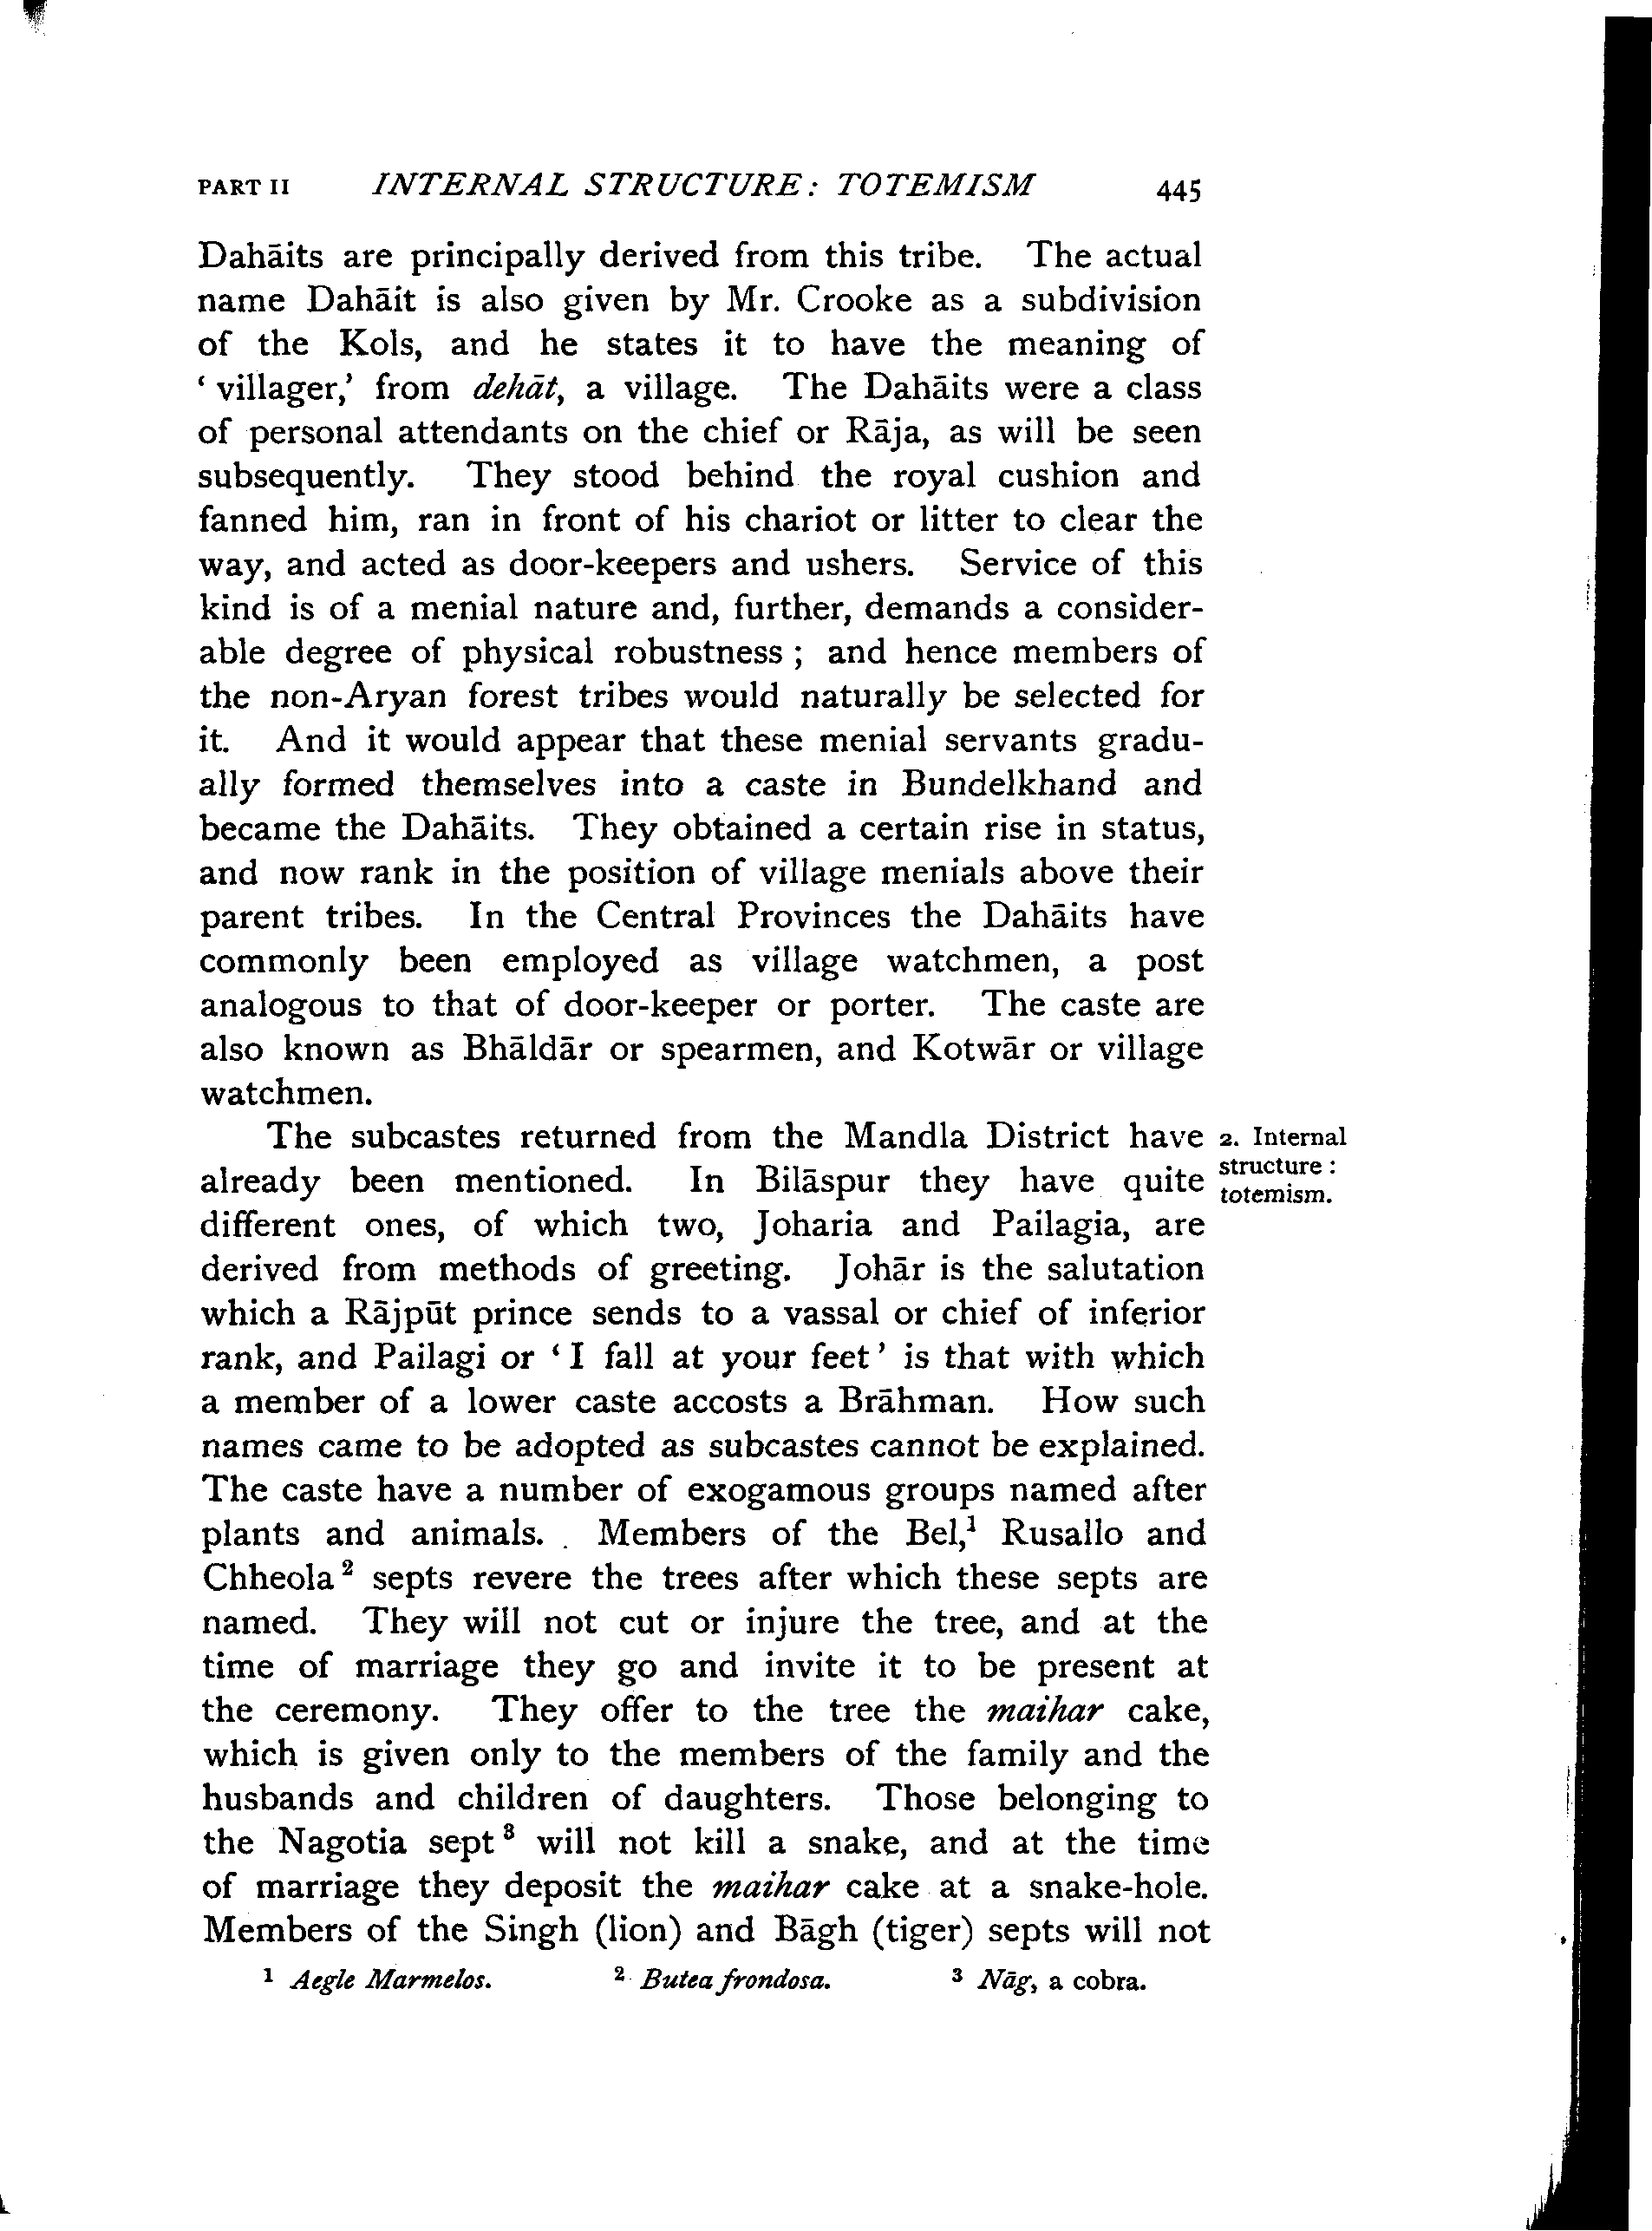 PART II INTERNAL STRUCTURE: TOTEMISM 445
Dahāits are principally derived from this tribe. The actual
name Dahāit is also given by Mr. Crooke as a subdivision
of the Kols, and he states it to have the meaning of
‘villager,’ from dehāt, a village. The Dahāits were a class
of personal attendants on the chief or Rāja, as will be seen
subsequently. They stood behind the royal cushion and
fanned him, ran in front of his chariot or litter to clear the
way, and acted as door-keepers and ushers. Service of this
kind is of a menial nature and, further, demands a consider-
able degree of physical robustness; and hence members of
the non-Aryan forest tribes would naturally be selected for
it. And it would appear that these menial servants gradu-
ally formed themselves into a caste in Bundelkhand and
became the Dahāits. They obtained a certain rise in status,
and now rank in the position of village menials above their
parent tribes. In the Central Provinces the Dahāits have
commonly been employed as village watchmen, a post
analogous to that of door-keeper or porter. The caste are
also known as Bhāldār or spearmen, and Kotwār or village
watchmen.
The subcastes returned from the Mandla District have
already been mentioned. In Bilāspur they have quite
different ones, of which two, Joharia and Pailagia, are
derived from methods of greeting. Johār is the salutation
which a Rājpūt prince sends to a vassal or chief of inferior
rank, and Pailagi or ‘I fall at your feet’ is that with which
a member of a lower caste accosts a Brāhman. How such
names came to be adopted as subcastes cannot be explained.
The caste have a number of exogamous groups named after
plants and animals. Members of the Bel,¹ Rusallo and
Chheola² septs revere the trees after which these septs are
named. They will not cut or injure the tree, and at the
time of marriage they go and invite it to be present at
the ceremony. They offer to the tree the maihar cake,
which is given only to the members of the family and the
husbands and children of daughters. Those belonging to
the Nagotia sept³ will not kill a snake, and at the time
of marriage they deposit the maihar cake at a snake-hole.
Members of the Singh (lion) and Bāgh (tiger) septs will not
2. Internal
structure:
totemism.
¹ Aegle Marmelos. ² Butea frondosa. ³ Nāg, a cobra.